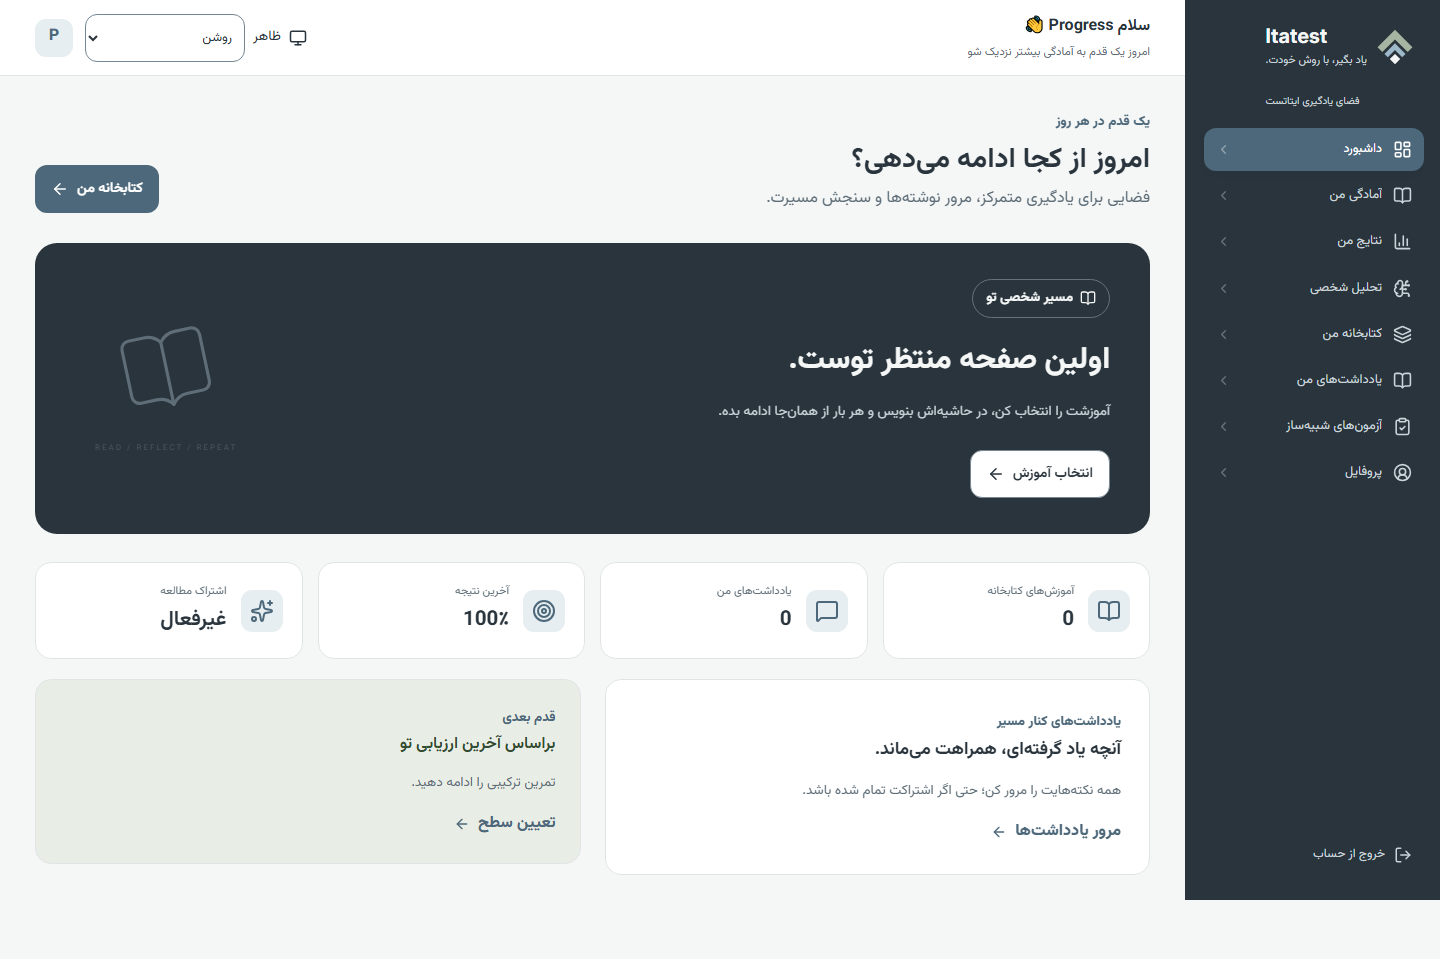 Itatest
یاد بگیر، با روش خودت.
فضای یادگیری ایتاتست
داشبورد
آمادگی من
نتایج من
تحلیل شخصی
کتابخانه من
یادداشت‌های من
آزمون‌های شبیه‌ساز
پروفایل
خروج از حساب
سلام Progress 👋
امروز یک قدم به آمادگی بیشتر نزدیک شو
ظاهر
روشن
P
یک قدم در هر روز
امروز از کجا ادامه می‌دهی؟
فضایی برای یادگیری متمرکز، مرور نوشته‌ها و سنجش مسیرت.
کتابخانه من
مسیر شخصی تو
اولین صفحه منتظر توست.
آموزشت را انتخاب کن، در حاشیه‌اش بنویس و هر بار از همان‌جا ادامه بده.
انتخاب آموزش
READ / REFLECT / REPEAT
آموزش‌های کتابخانه
0
یادداشت‌های من
0
آخرین نتیجه
100٪
اشتراک مطالعه
غیرفعال
یادداشت‌های کنار مسیر
آنچه یاد گرفته‌ای، همراهت می‌ماند.
همه نکته‌هایت را مرور کن؛ حتی اگر اشتراکت تمام شده باشد.
مرور یادداشت‌ها
قدم بعدی
براساس آخرین ارزیابی تو
تمرین ترکیبی را ادامه دهید.
تعیین سطح